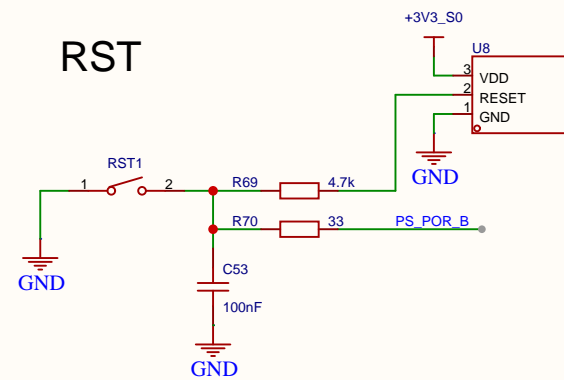 +3V3_S0
RST
U8
3 VDD
2 RESET
1 GND
GND
RST1
1 2
R69 4.7k
R70 33 PS_POR_B
GND
C53
100nF
GND